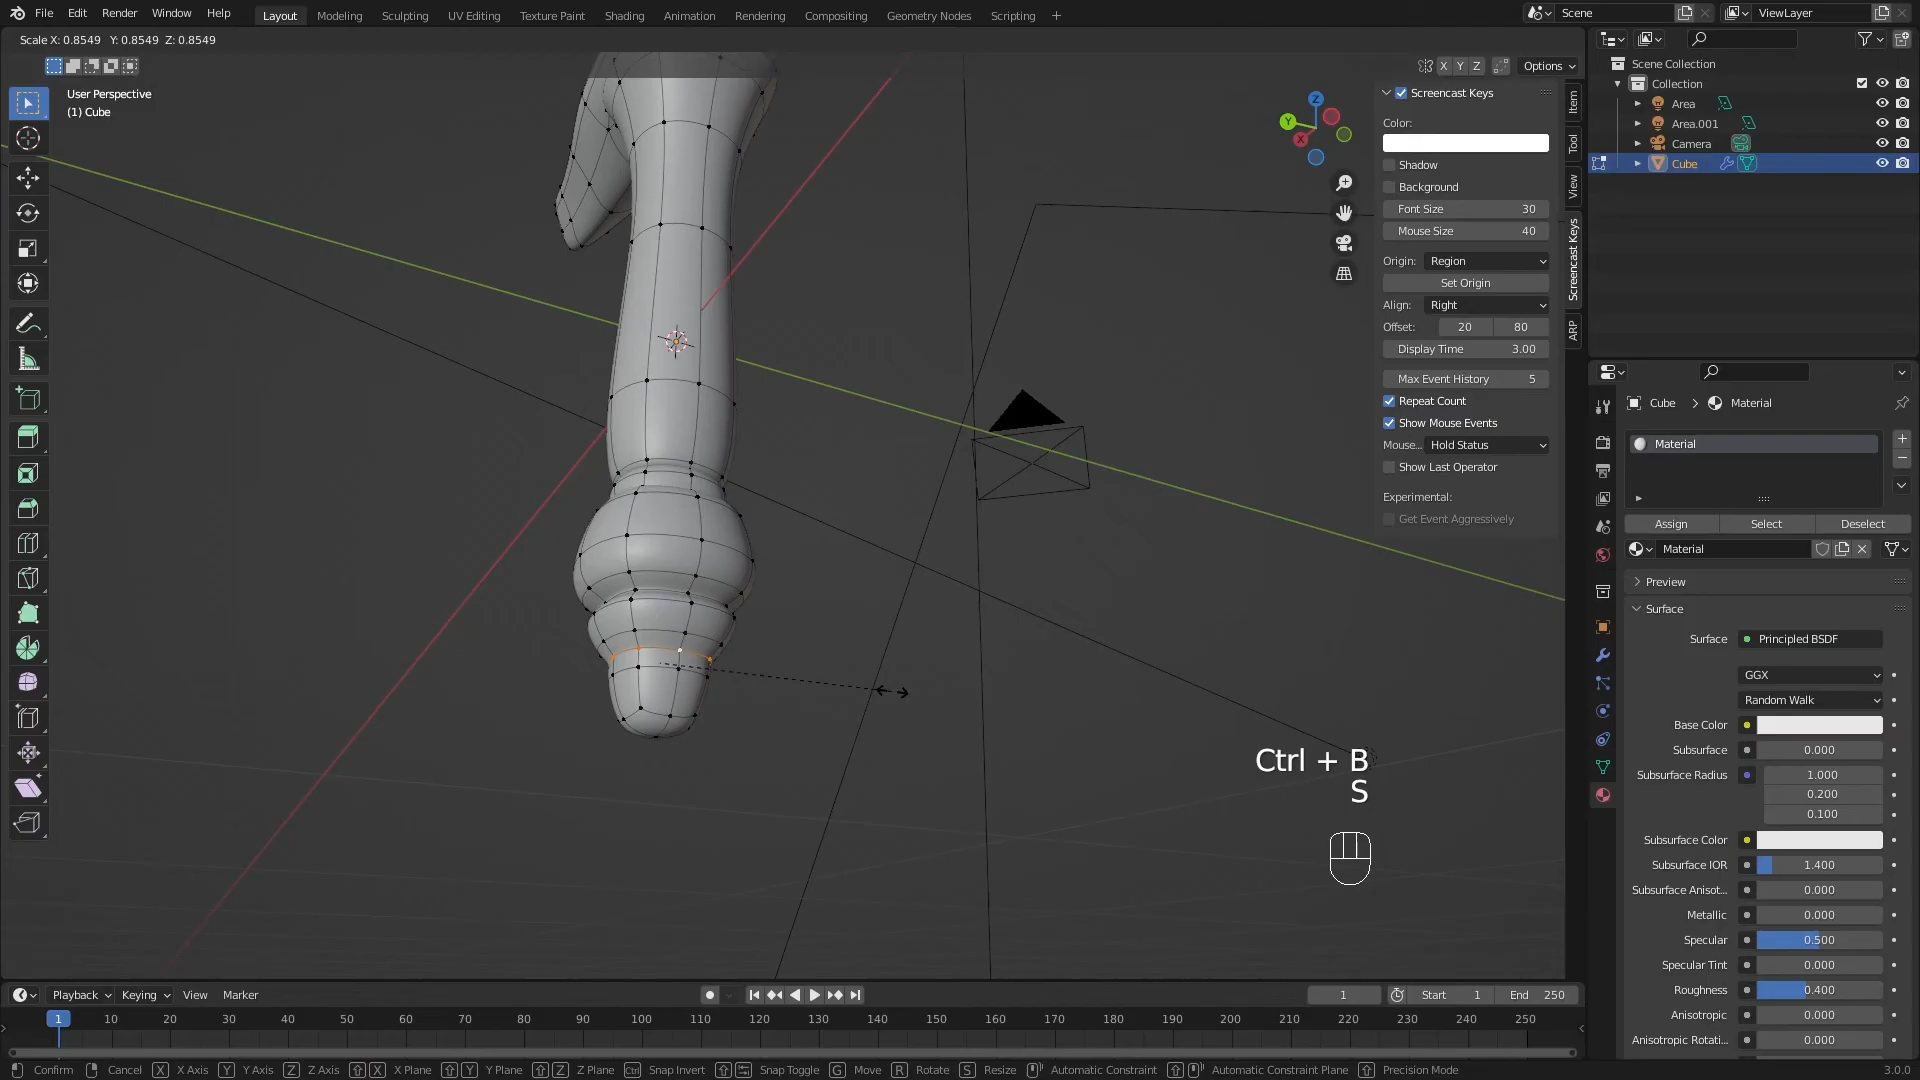 File Edit Render Window Help Layout Modeling Sculpting UV Editing Texture Paint Shading Animation Rendering Compositing Geometry Nodes Scripting + Scene ViewLayer
Scale X: 0.8549 Y: 0.8549 Z: 0.8549
X Y Z Options
User Perspective
(1) Cube
Z
Y
X
Screencast Keys
Color:
Shadow
Background
Font Size 30
Mouse Size 40
Origin: Region
Set Origin
Align: Right
Offset: 20 80
Display Time 3.00
Max Event History 5
Repeat Count
Show Mouse Events
Mouse... Hold Status
Show Last Operator
Experimental:
Get Event Aggressively
Item
Tool
View
Screencast Keys
ARP
Scene Collection
Collection
Area
Area.001
Camera
Cube
Cube > Material
Material
Assign Select Deselect
Material
Preview
Surface
Surface Principled BSDF
GGX
Random Walk
Base Color
Subsurface 0.000
Subsurface Radius 1.000
0.200
0.100
Subsurface Color
Subsurface IOR 1.400
Subsurface Anisot... 0.000
Metallic 0.000
Specular 0.500
Specular Tint 0.000
Roughness 0.400
Anisotropic 0.000
Anisotropic Rotati... 0.000
Ctrl + B
S
Playback Keying View Marker 1 Start 1 End 250
1 10 20 30 40 50 60 70 80 90 100 110 120 130 140 150 160 170 180 190 200 210 220 230 240 250
Confirm Cancel X X Axis Y Y Axis Z Z Axis X X Plane Y Y Plane Z Z Plane Ctrl Snap Invert Snap Toggle G Move R Rotate S Resize Automatic Constraint Automatic Constraint Plane Precision Mode 3.0.0